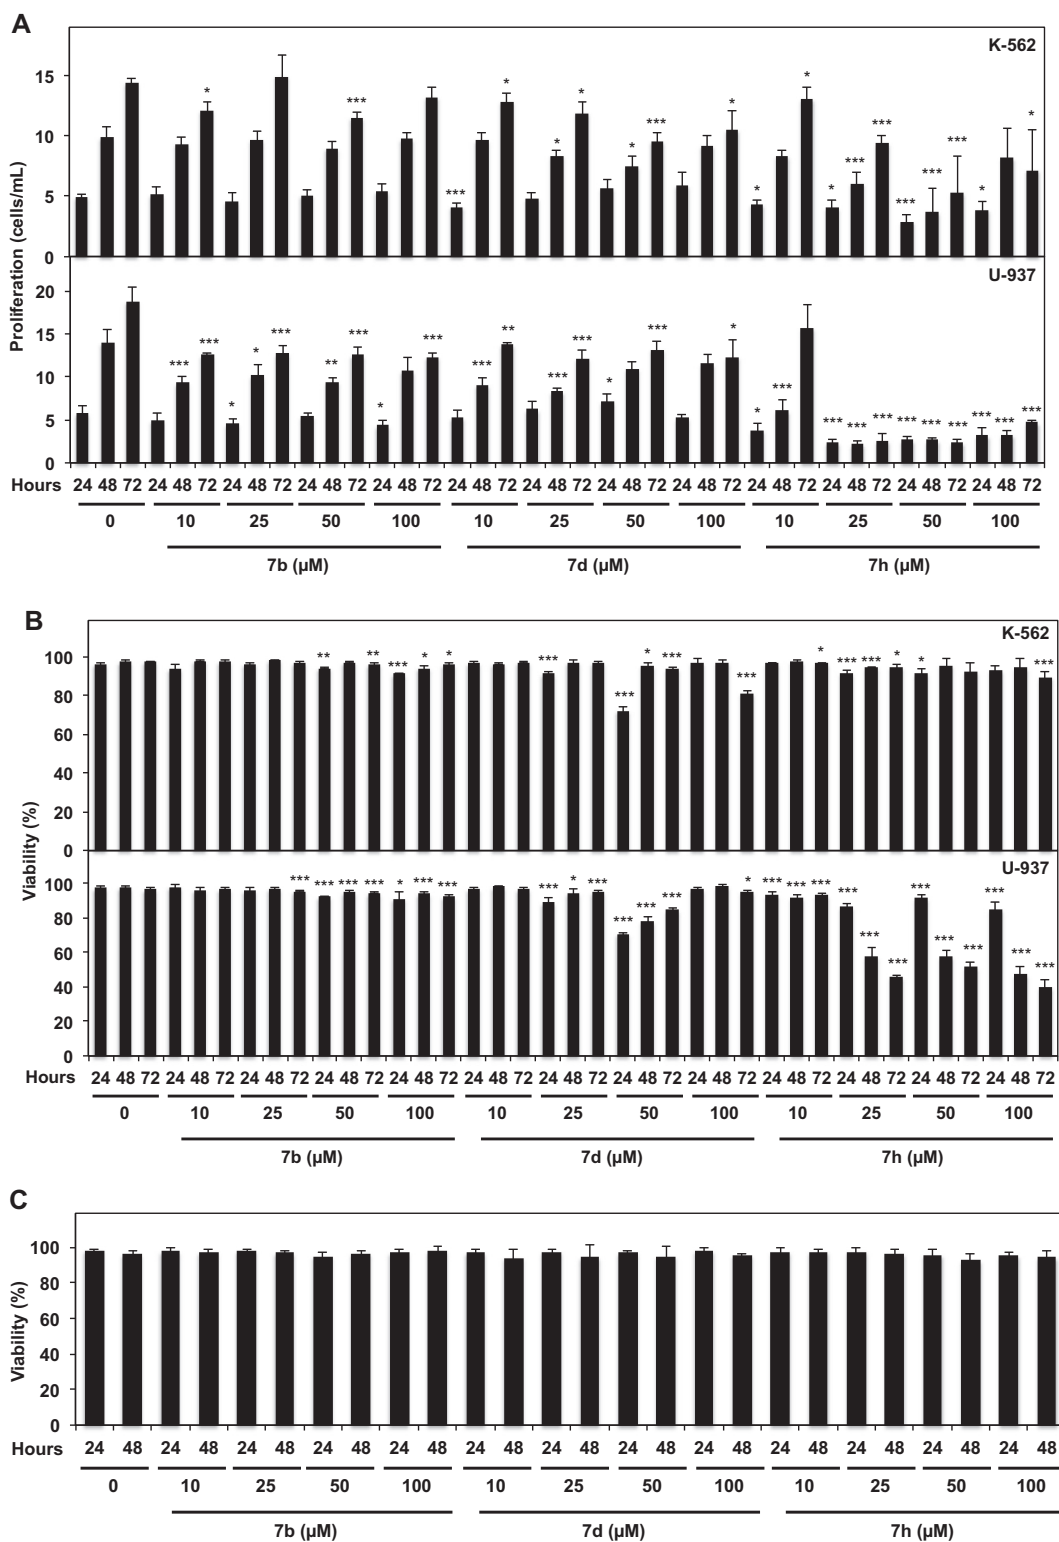 A
K-562
15
10
5
0
* *** * * * * * *** * * * *** *** *** *** *** * *
Proliferation (cells/mL)
U-937
20
15
10
5
0
*** *** * *** ** *** * *** *** ** *** *** * *** * * *** *** *** *** *** *** *** *** *** ***
Hours 24 48 72 24 48 72 24 48 72 24 48 72 24 48 72 24 48 72 24 48 72 24 48 72 24 48 72 24 48 72 24 48 72 24 48 72 24 48 72
0 10 25 50 100 10 25 50 100 10 25 50 100
7b (µM) 7d (µM) 7h (µM)
B
K-562
100
80
60
40
20
0
** ** *** * * *** *** * *** *** * *** *** * * ***
Viability (%)
U-937
100
80
60
40
20
0
*** *** *** *** * *** *** *** * *** *** *** *** * *** *** *** *** *** *** *** *** *** *** *** ***
Hours 24 48 72 24 48 72 24 48 72 24 48 72 24 48 72 24 48 72 24 48 72 24 48 72 24 48 72 24 48 72 24 48 72 24 48 72 24 48 72
0 10 25 50 100 10 25 50 100 10 25 50 100
7b (µM) 7d (µM) 7h (µM)
C
100
80
60
40
20
0
Viability (%)
Hours 24 48 24 48 24 48 24 48 24 48 24 48 24 48 24 48 24 48 24 48 24 48 24 48 24 48
0 10 25 50 100 10 25 50 100 10 25 50 100
7b (µM) 7d (µM) 7h (µM)